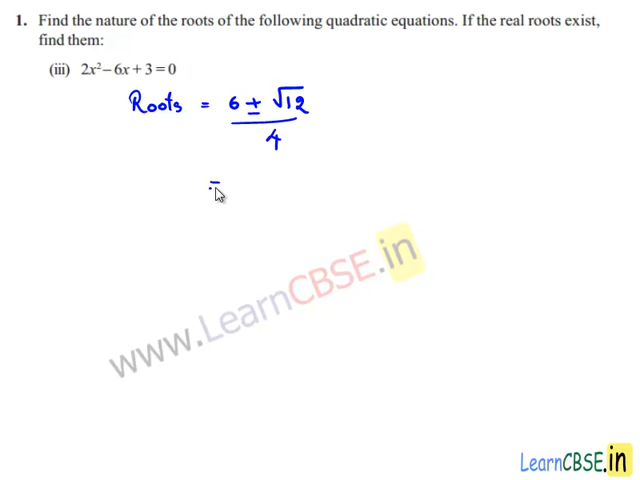 1. Find the nature of the roots of the following quadratic equations. If the real roots exist,
find them:
(iii) 2x² – 6x + 3 = 0
Roots = 6 ± √12
4
=
www.LearnCBSE.in
LearnCBSE.in